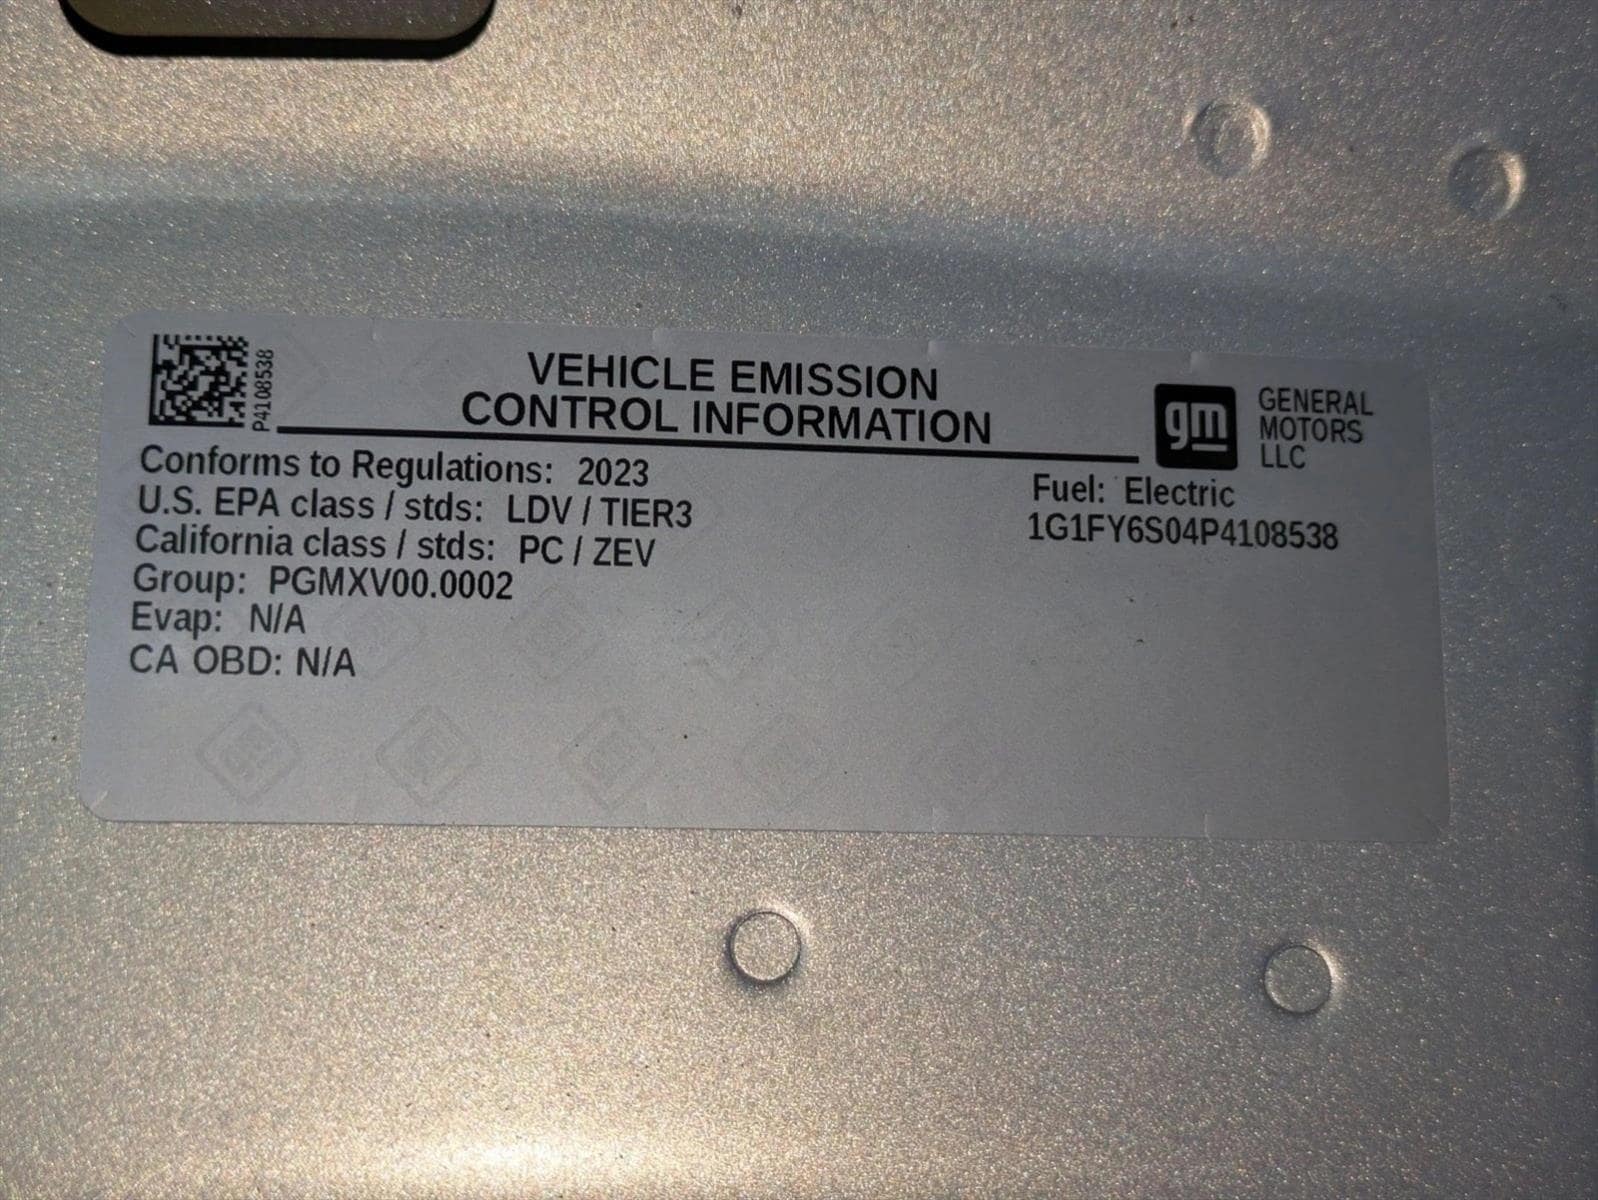 P4108538
VEHICLE EMISSION
CONTROL INFORMATION
gm
GENERAL
MOTORS
LLC
Conforms to Regulations: 2023
U.S. EPA class / stds: LDV / TIER3
California class / stds: PC / ZEV
Group: PGMXV00.0002
Evap: N/A
CA OBD: N/A
Fuel: Electric
1G1FY6S04P4108538